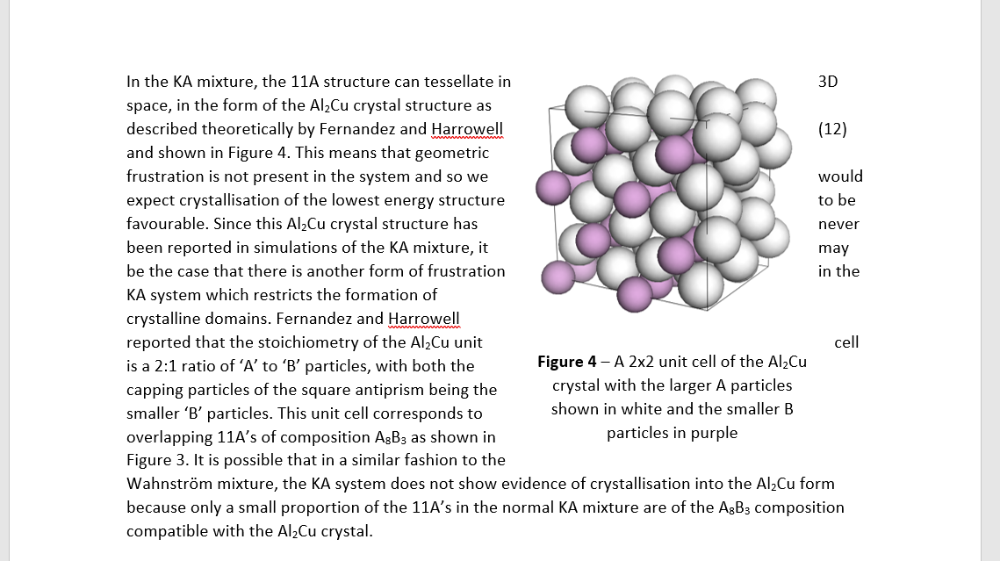 In the KA mixture, the 11A structure can tessellate in 3D
space, in the form of the Al₂Cu crystal structure as
described theoretically by Fernandez and Harrowell (12)
and shown in Figure 4. This means that geometric
frustration is not present in the system and so we would
expect crystallisation of the lowest energy structure to be
favourable. Since this Al₂Cu crystal structure has never
been reported in simulations of the KA mixture, it may
be the case that there is another form of frustration in the
KA system which restricts the formation of
crystalline domains. Fernandez and Harrowell
reported that the stoichiometry of the Al₂Cu unit cell
is a 2:1 ratio of ‘A’ to ‘B’ particles, with both the
capping particles of the square antiprism being the
smaller ‘B’ particles. This unit cell corresponds to
overlapping 11A’s of composition A₈B₃ as shown in
Figure 3. It is possible that in a similar fashion to the
Wahnström mixture, the KA system does not show evidence of crystallisation into the Al₂Cu form
because only a small proportion of the 11A’s in the normal KA mixture are of the A₈B₃ composition
compatible with the Al₂Cu crystal.
Figure 4 – A 2x2 unit cell of the Al₂Cu
crystal with the larger A particles
shown in white and the smaller B
particles in purple